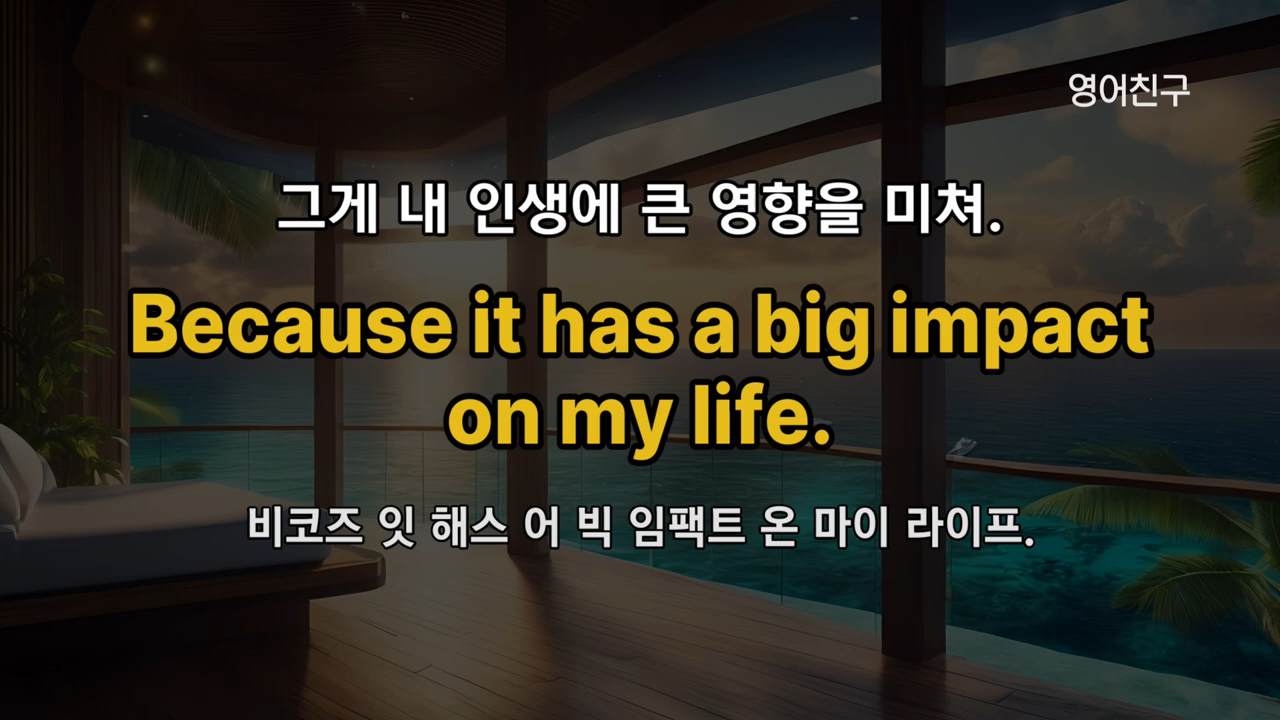 영어친구
그게 내 인생에 큰 영향을 미쳐.
Because it has a big impact
on my life.
비코즈 잇 해스 어 빅 임팩트 온 마이 라이프.